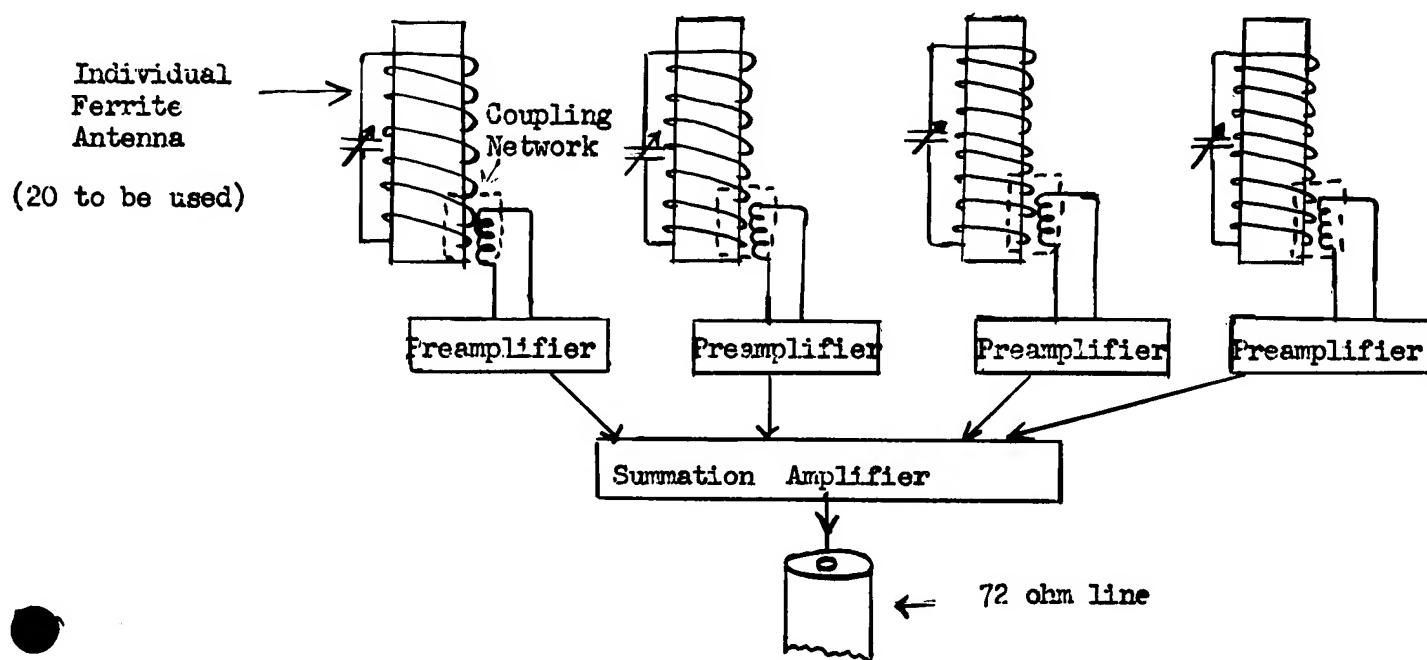 Individual
Ferrite
Antenna
(20 to be used)
Coupling
Network
Preamplifier
Preamplifier
Preamplifier
Preamplifier
Summation Amplifier
72 ohm line